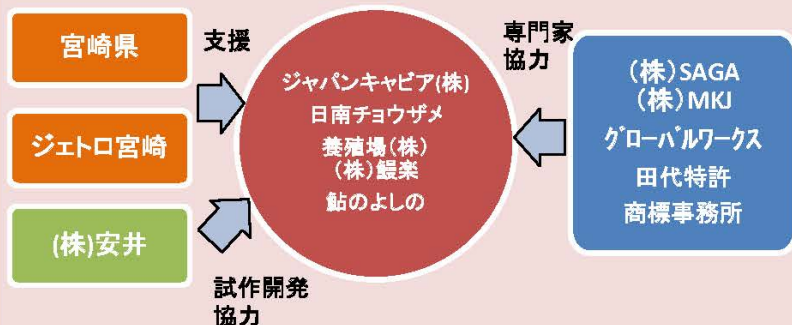 宮崎県
ジェトロ宮崎
(株)安井
支援
試作開発
協力
ジャパンキャビア(株)
日南チョウザメ
養殖場(株)
(株)鰻楽
鮎のよしの
専門家
協力
(株)SAGA
(株)MKJ
グローバルワークス
田代特許
商標事務所